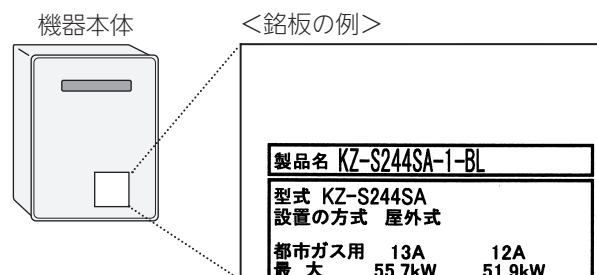 機器本体
<銘板の例>
製品名 KZ-S244SA-1-BL
型式 KZ-S244SA
設置の方式 屋外式
都市ガス用 13A 12A
最大 55.7kW 51.9kW